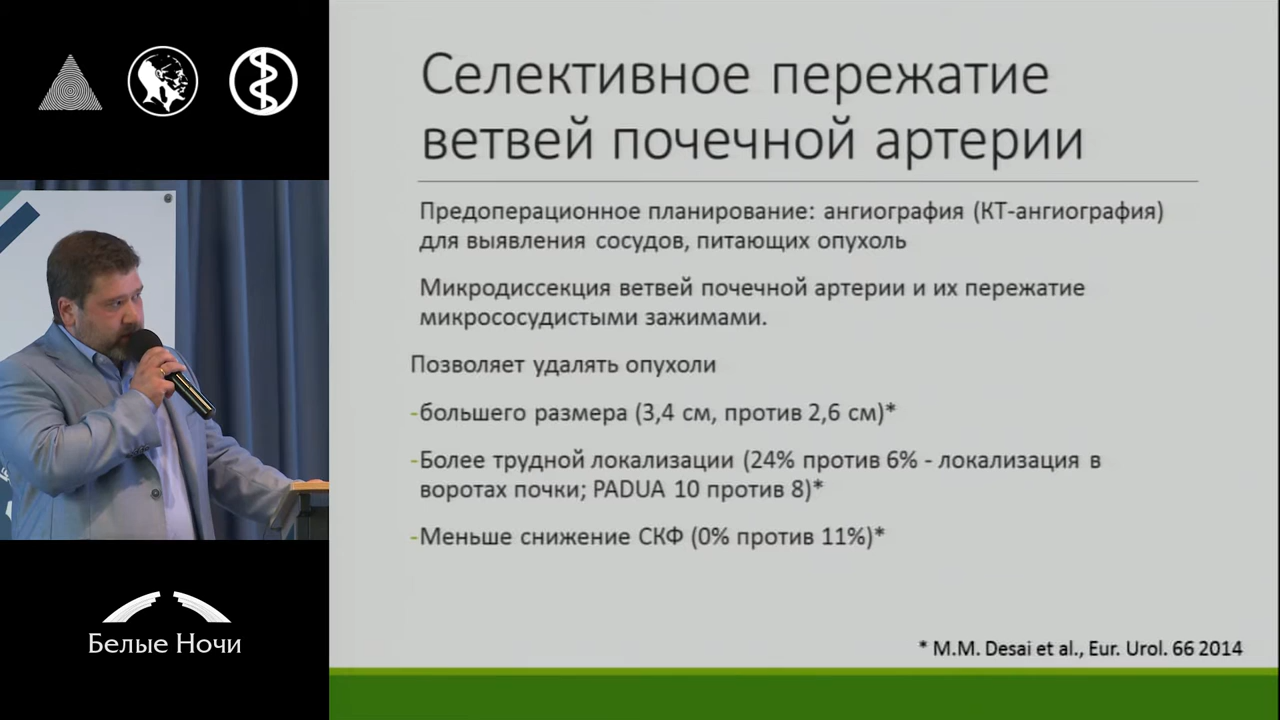 Селективное пережатие
ветвей почечной артерии
Предоперационное планирование: ангиография (КТ-ангиография)
для выявления сосудов, питающих опухоль
Микродиссекция ветвей почечной артерии и их пережатие
микрососудистыми зажимами.
Позволяет удалять опухоли
-большего размера (3,4 см, против 2,6 см)*
-Более трудной локализации (24% против 6% - локализация в
воротах почки; PADUA 10 против 8)*
-Меньше снижение СКФ (0% против 11%)*
* M.M. Desai et al., Eur. Urol. 66 2014
Белые Ночи